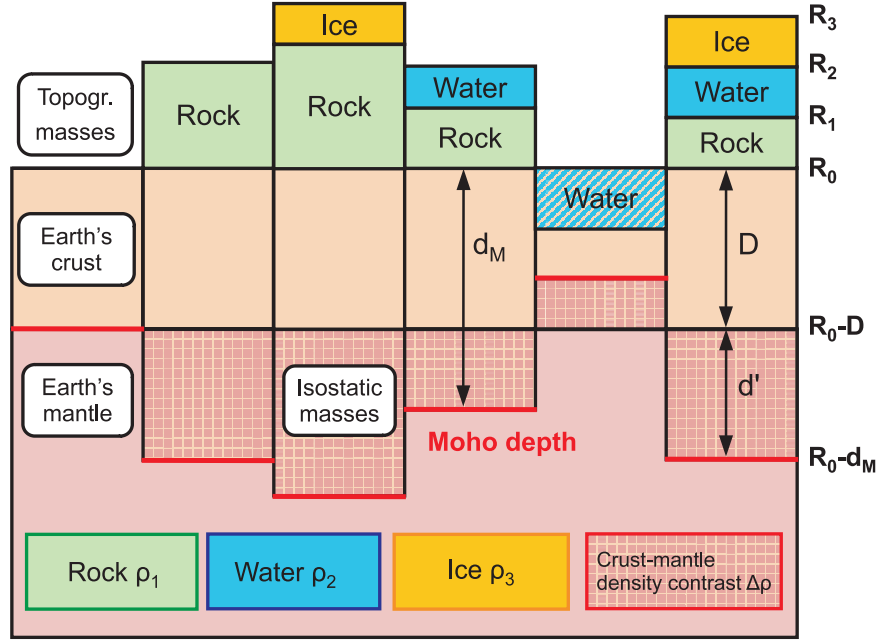 Ice
R3
Ice
Topogr.
masses
Rock
Rock
Water
Water
R2
R1
Rock
Rock
R0
Earth's
crust
dM
Water
D
R0-D
Earth's
mantle
Isostatic
masses
d'
Moho depth
R0-dM
Rock ρ1
Water ρ2
Ice ρ3
Crust-mantle
density contrast Δρ